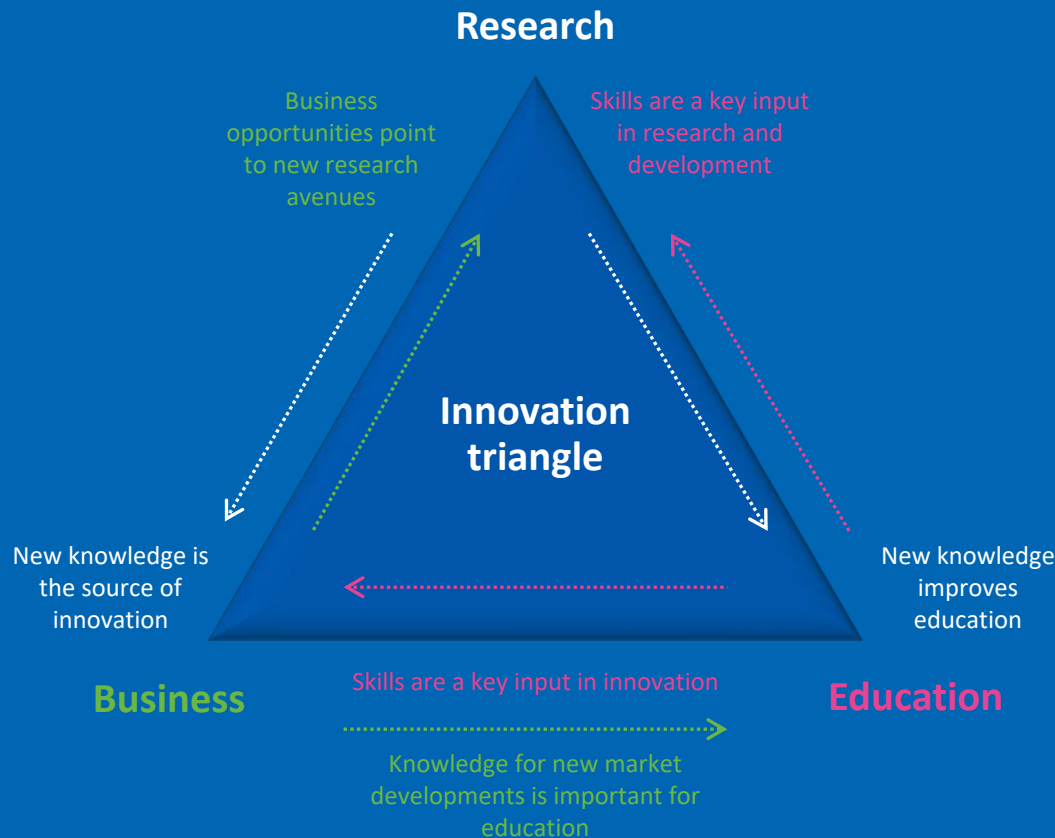 Research
Business
opportunities point
to new research
avenues
Skills are a key input
in research and
development
Innovation
triangle
New knowledge is
the source of
innovation
New knowledge
improves
education
Business
Skills are a key input in innovation
Education
Knowledge for new market
developments is important for
education